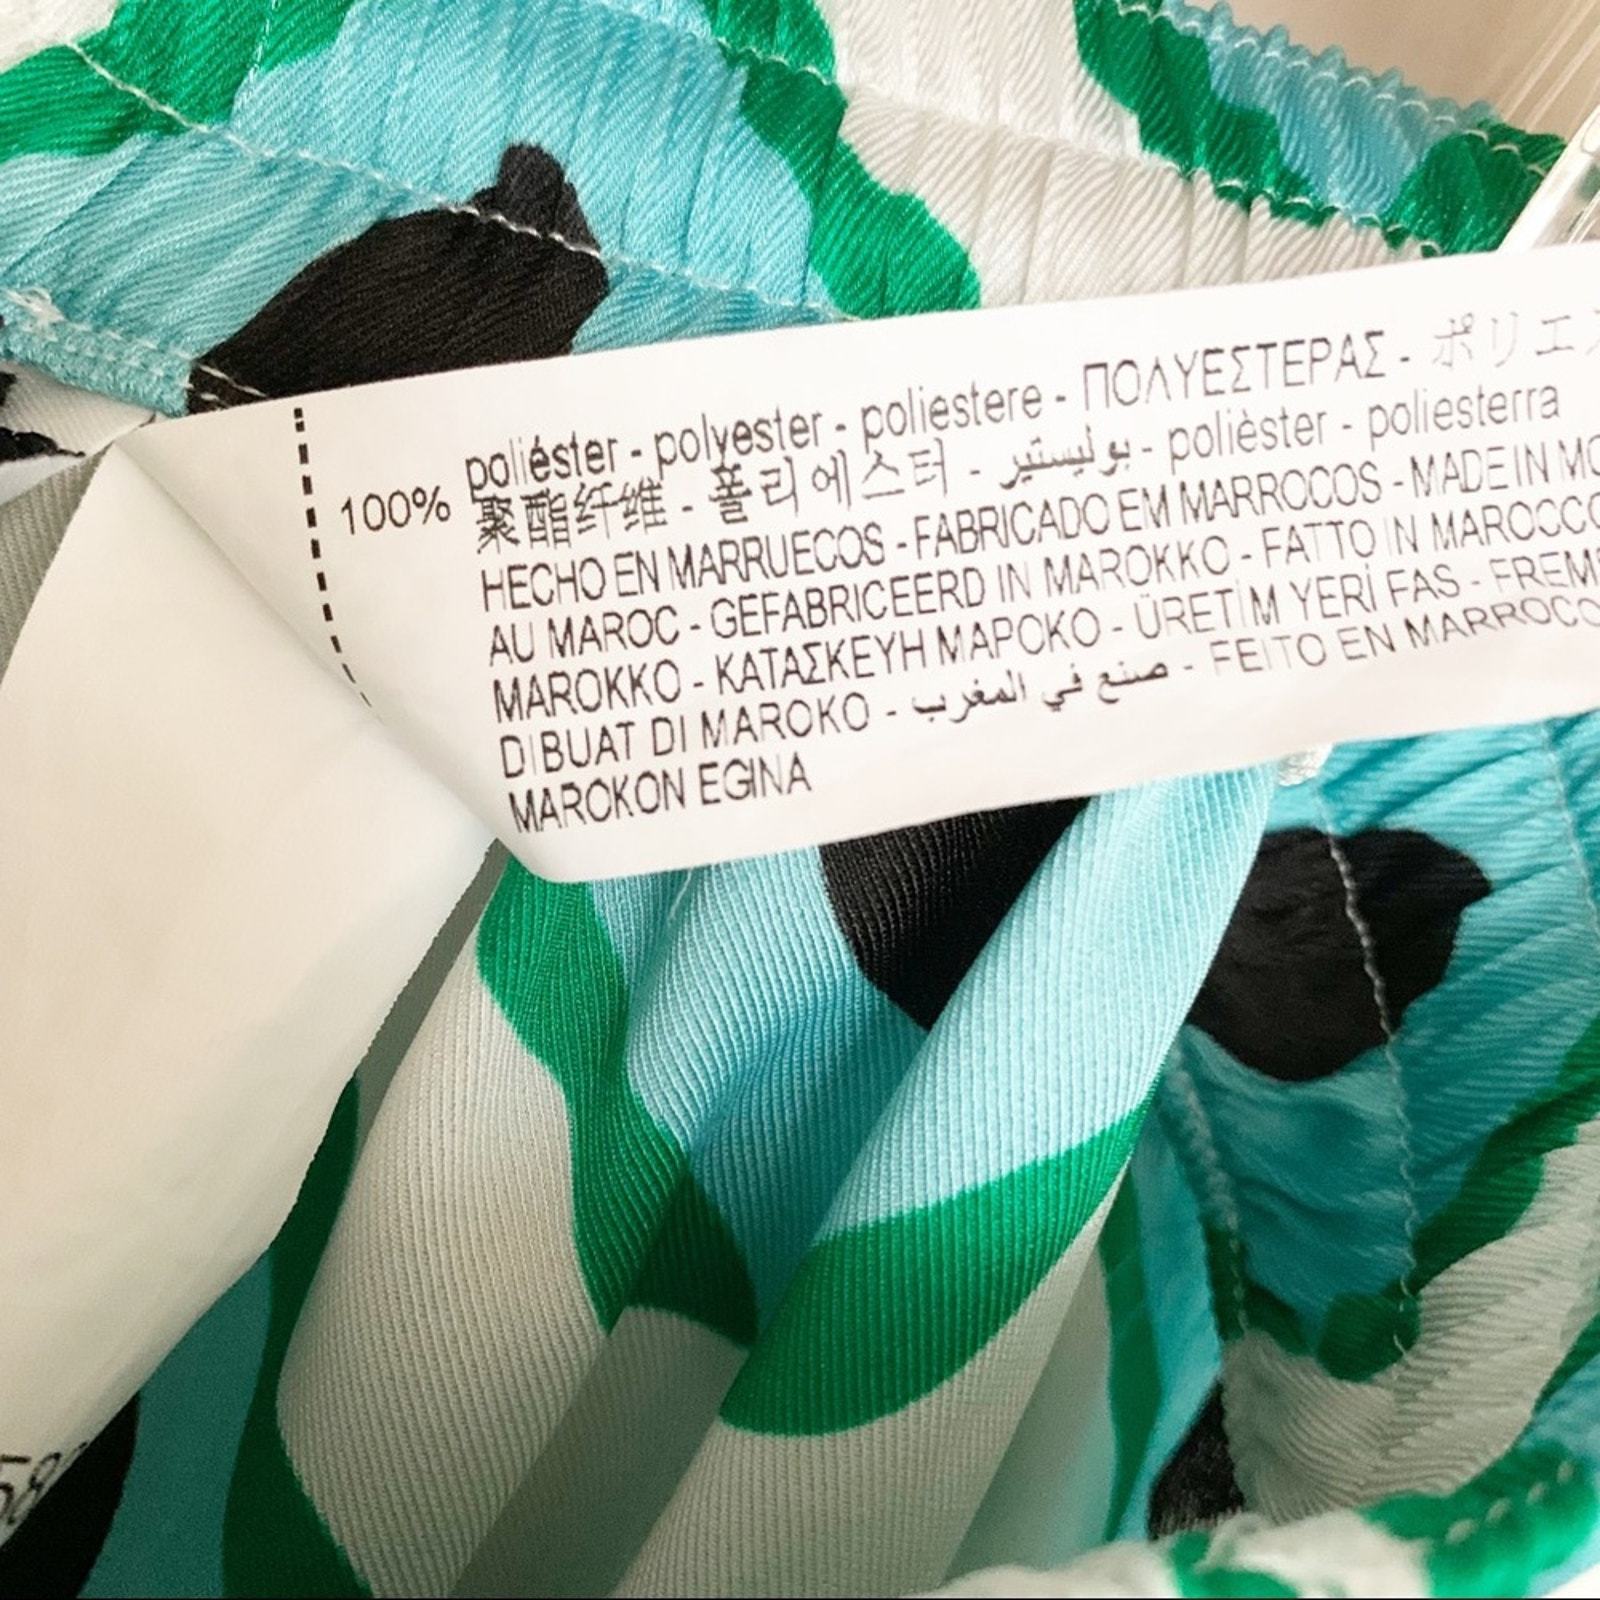 poliéster - polyester - poliestere - ΠΟΛΥΕΣΤΕΡΑΣ - ポリエス
100% 聚酯纤维 - 폴리에스터 - بوليستير - polièster - poliesterra
HECHO EN MARRUECOS - FABRICADO EM MARROCOS - MADE IN MO
AU MAROC - GEFABRICEERD IN MAROKKO - FATTO IN MAROCCO
MAROKKO - ΚΑΤΑΣΚΕΥΗ ΜΑΡΟΚΟ - ÜRETİM YERİ FAS - FREM
DIBUAT DI MAROKO - صنع في المغرب - FEITO EN MARROCO
MAROKON EGINA